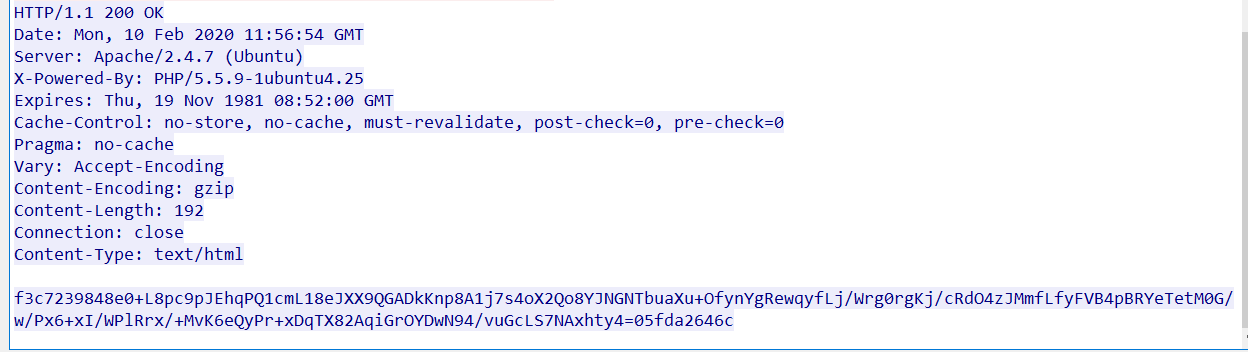 HTTP/1.1 200 OK
Date: Mon, 10 Feb 2020 11:56:54 GMT
Server: Apache/2.4.7 (Ubuntu)
X-Powered-By: PHP/5.5.9-1ubuntu4.25
Expires: Thu, 19 Nov 1981 08:52:00 GMT
Cache-Control: no-store, no-cache, must-revalidate, post-check=0, pre-check=0
Pragma: no-cache
Vary: Accept-Encoding
Content-Encoding: gzip
Content-Length: 192
Connection: close
Content-Type: text/html
f3c7239848e0+L8pc9pJEhqPQ1cmL18eJXX9QGADkKnp8A1j7s4oX2Qo8YJNGNTbuaXu+OfynYgRewqyfLj/Wrg0rgKj/cRdO4zJMmfLfyFVB4pBRYeTetM0G/
w/Px6+xI/WPlRrx/+MvK6eQyPr+xDqTX82AqiGrOYDwN94/vuGcLS7NAxhty4=05fda2646c